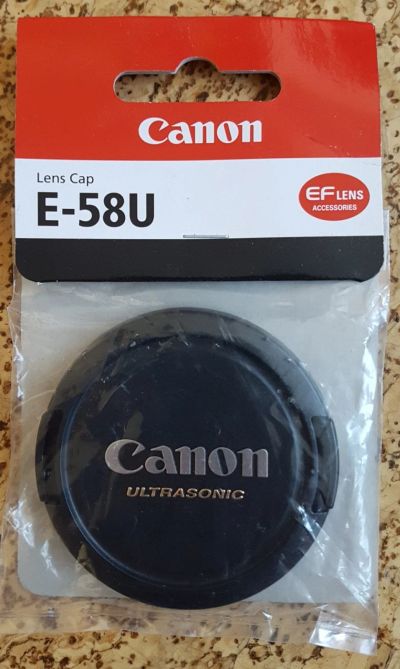 Canon
Lens Cap
E-58U
EF LENS
ACCESSORIES
Canon
ULTRASONIC